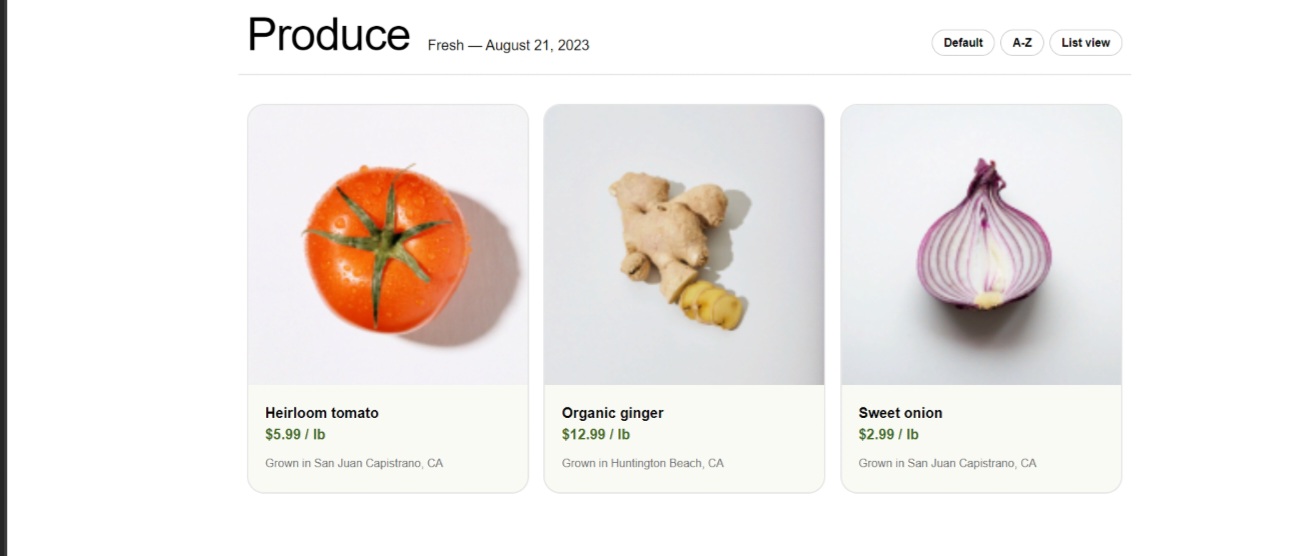 Produce Fresh — August 21, 2023
Default A-Z List view
Heirloom tomato
$5.99 / lb
Grown in San Juan Capistrano, CA
Organic ginger
$12.99 / lb
Grown in Huntington Beach, CA
Sweet onion
$2.99 / lb
Grown in San Juan Capistrano, CA